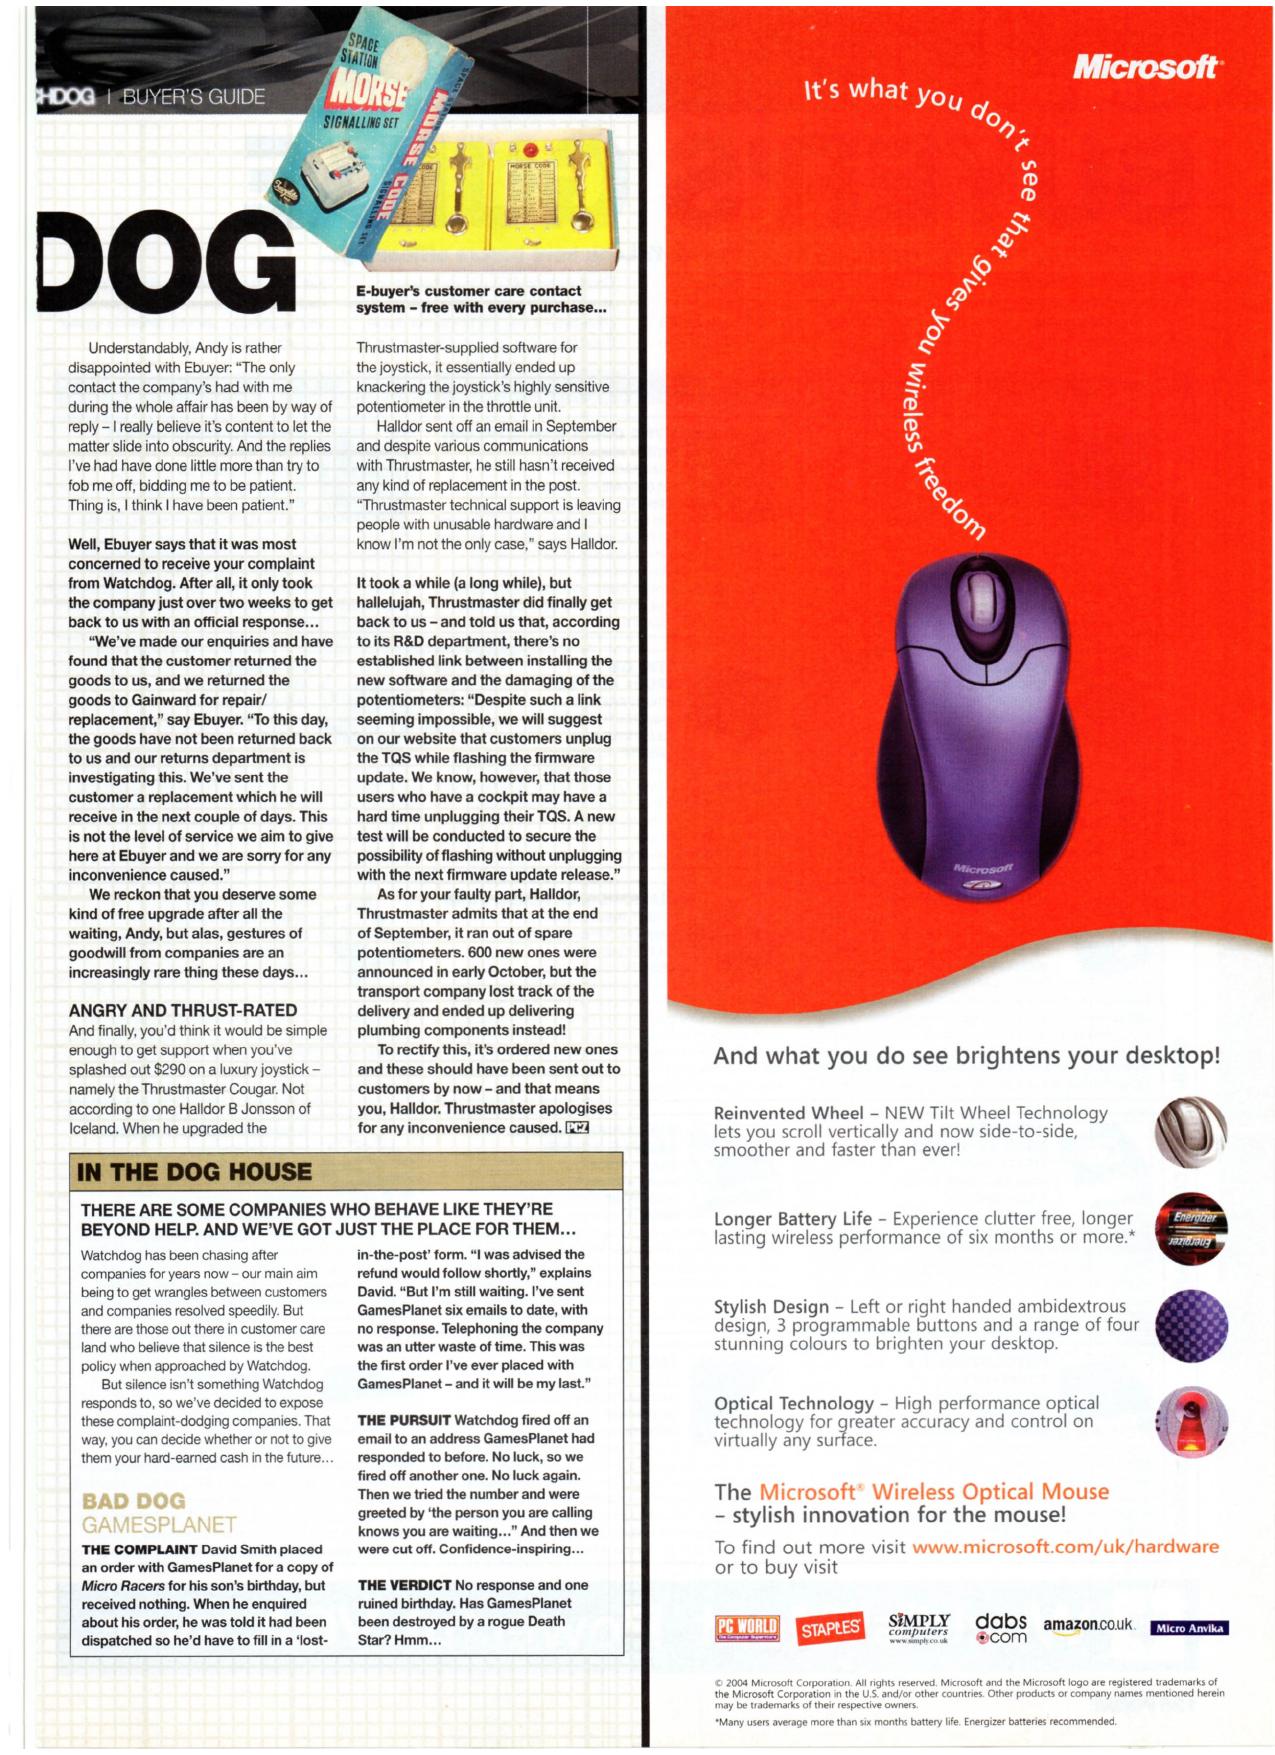 HDOG | BUYER'S GUIDE
SPACE
STATION
MORSE
SIGNALLING SET
SPACE STATION
MORSE CODE
SIGNALLING SET
MORSE CODE
DOG
E-buyer's customer care contact
system – free with every purchase...
Understandably, Andy is rather
disappointed with Ebuyer: “The only
contact the company's had with me
during the whole affair has been by way of
reply – I really believe it's content to let the
matter slide into obscurity. And the replies
I've had have done little more than try to
fob me off, bidding me to be patient.
Thing is, I think I have been patient.”
Well, Ebuyer says that it was most
concerned to receive your complaint
from Watchdog. After all, it only took
the company just over two weeks to get
back to us with an official response...
“We've made our enquiries and have
found that the customer returned the
goods to us, and we returned the
goods to Gainward for repair/
replacement,” say Ebuyer. “To this day,
the goods have not been returned back
to us and our returns department is
investigating this. We've sent the
customer a replacement which he will
receive in the next couple of days. This
is not the level of service we aim to give
here at Ebuyer and we are sorry for any
inconvenience caused.”
We reckon that you deserve some
kind of free upgrade after all the
waiting, Andy, but alas, gestures of
goodwill from companies are an
increasingly rare thing these days...
ANGRY AND THRUST-RATED
And finally, you'd think it would be simple
enough to get support when you've
splashed out $290 on a luxury joystick –
namely the Thrustmaster Cougar. Not
according to one Halldor B Jonsson of
Iceland. When he upgraded the
Thrustmaster-supplied software for
the joystick, it essentially ended up
knackering the joystick's highly sensitive
potentiometer in the throttle unit.
Halldor sent off an email in September
and despite various communications
with Thrustmaster, he still hasn't received
any kind of replacement in the post.
“Thrustmaster technical support is leaving
people with unusable hardware and I
know I'm not the only case,” says Halldor.
It took a while (a long while), but
hallelujah, Thrustmaster did finally get
back to us – and told us that, according
to its R&D department, there's no
established link between installing the
new software and the damaging of the
potentiometers: “Despite such a link
seeming impossible, we will suggest
on our website that customers unplug
the TQS while flashing the firmware
update. We know, however, that those
users who have a cockpit may have a
hard time unplugging their TQS. A new
test will be conducted to secure the
possibility of flashing without unplugging
with the next firmware update release.”
As for your faulty part, Halldor,
Thrustmaster admits that at the end
of September, it ran out of spare
potentiometers. 600 new ones were
announced in early October, but the
transport company lost track of the
delivery and ended up delivering
plumbing components instead!
To rectify this, it's ordered new ones
and these should have been sent out to
customers by now – and that means
you, Halldor. Thrustmaster apologises
for any inconvenience caused. PCZ
IN THE DOG HOUSE
THERE ARE SOME COMPANIES WHO BEHAVE LIKE THEY'RE
BEYOND HELP. AND WE'VE GOT JUST THE PLACE FOR THEM...
Watchdog has been chasing after
companies for years now – our main aim
being to get wrangles between customers
and companies resolved speedily. But
there are those out there in customer care
land who believe that silence is the best
policy when approached by Watchdog.
But silence isn't something Watchdog
responds to, so we've decided to expose
these complaint-dodging companies. That
way, you can decide whether or not to give
them your hard-earned cash in the future...
BAD DOG
GAMESPLANET
THE COMPLAINT David Smith placed
an order with GamesPlanet for a copy of
Micro Racers for his son's birthday, but
received nothing. When he enquired
about his order, he was told it had been
dispatched so he'd have to fill in a 'lost-
in-the-post' form. “I was advised the
refund would follow shortly,” explains
David. “But I'm still waiting. I've sent
GamesPlanet six emails to date, with
no response. Telephoning the company
was an utter waste of time. This was
the first order I've ever placed with
GamesPlanet – and it will be my last.”
THE PURSUIT Watchdog fired off an
email to an address GamesPlanet had
responded to before. No luck, so we
fired off another one. No luck again.
Then we tried the number and were
greeted by 'the person you are calling
knows you are waiting...” And then we
were cut off. Confidence-inspiring...
THE VERDICT No response and one
ruined birthday. Has GamesPlanet
been destroyed by a rogue Death
Star? Hmm...
Microsoft®
It's what you don't see that gives you wireless freedom
Microsoft
And what you do see brightens your desktop!
Reinvented Wheel – NEW Tilt Wheel Technology
lets you scroll vertically and now side-to-side,
smoother and faster than ever!
Longer Battery Life – Experience clutter free, longer
lasting wireless performance of six months or more.*
Energizer
Energizer
Stylish Design – Left or right handed ambidextrous
design, 3 programmable buttons and a range of four
stunning colours to brighten your desktop.
Optical Technology – High performance optical
technology for greater accuracy and control on
virtually any surface.
The Microsoft® Wireless Optical Mouse
– stylish innovation for the mouse!
To find out more visit www.microsoft.com/uk/hardware
or to buy visit
PC WORLD
The Computer Superstore
STAPLES
SiMPLY
computers
www.simply.co.uk
dabs
.com
amazon.co.uk.
Micro Anvika
© 2004 Microsoft Corporation. All rights reserved. Microsoft and the Microsoft logo are registered trademarks of
the Microsoft Corporation in the U.S. and/or other countries. Other products or company names mentioned herein
may be trademarks of their respective owners.
*Many users average more than six months battery life. Energizer batteries recommended.